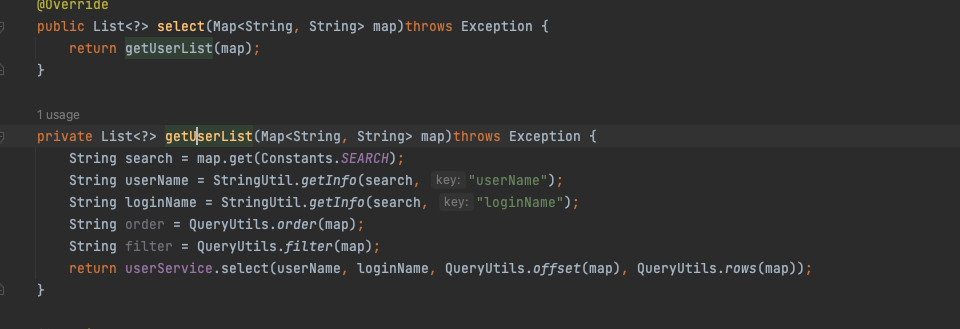 @Override
public List<?> select(Map<String, String> map)throws Exception {
return getUserList(map);
}
1 usage
private List<?> getUserList(Map<String, String> map)throws Exception {
String search = map.get(Constants.SEARCH);
String userName = StringUtil.getInfo(search, key: "userName");
String loginName = StringUtil.getInfo(search, key: "loginName");
String order = QueryUtils.order(map);
String filter = QueryUtils.filter(map);
return userService.select(userName, loginName, QueryUtils.offset(map), QueryUtils.rows(map));
}